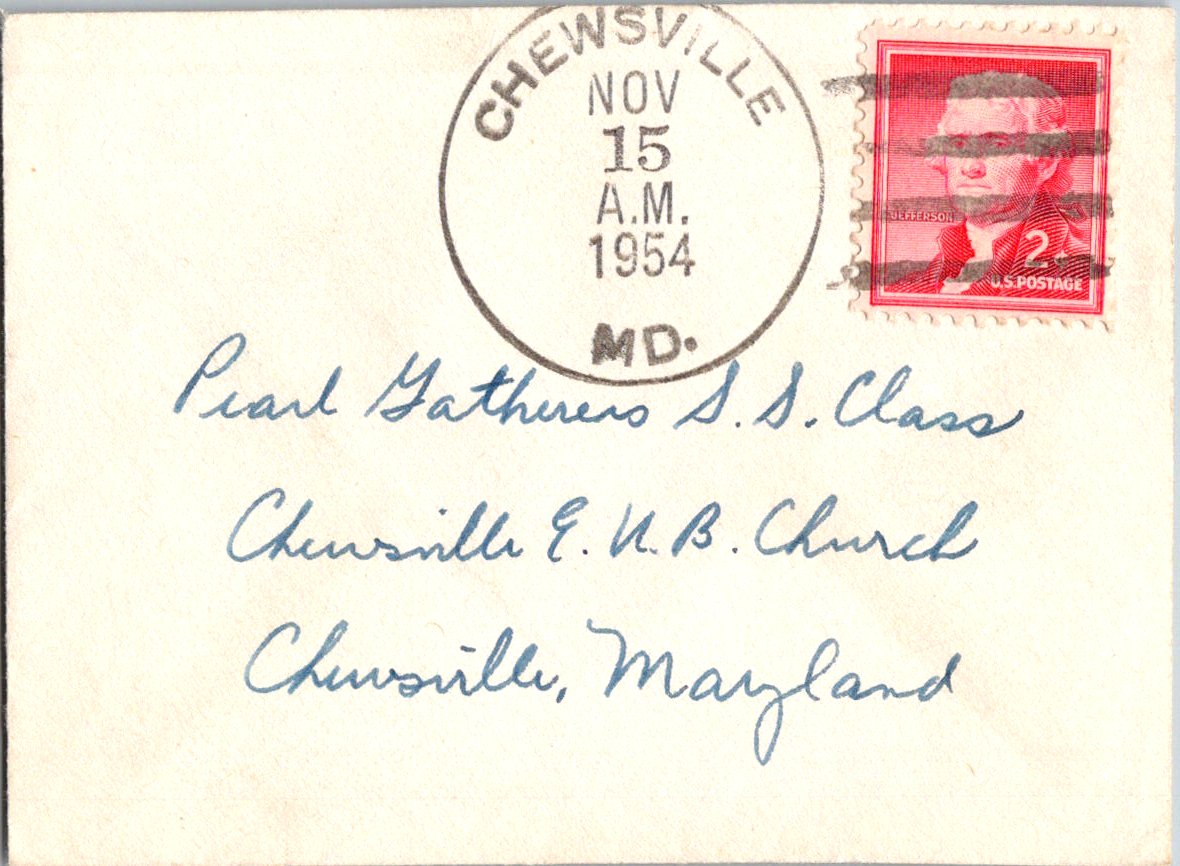 CHEWSVILLE
NOV
15
A.M.
1954
MD.
JEFFERSON
2¢
U.S. POSTAGE
Pearl Gatherers S. S. Class
Chewsville E. U. B. Church
Chewsville, Maryland